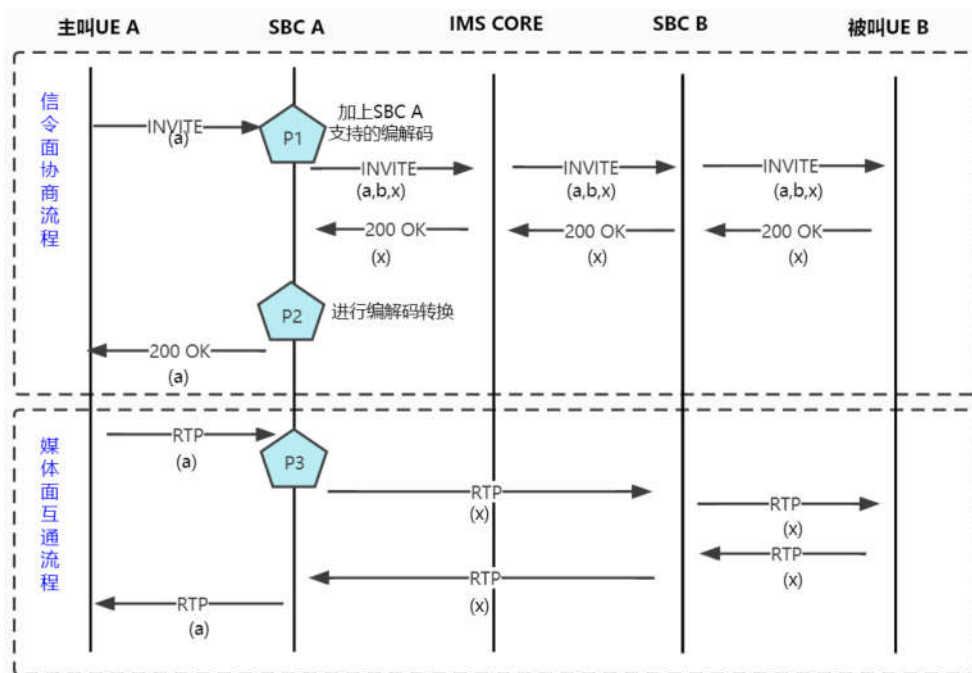 主叫UE A
SBC A
IMS CORE
SBC B
被叫UE B
信令面协商流程
INVITE
(a)
P1
加上SBC A
支持的编解码
INVITE
(a,b,x)
INVITE
(a,b,x)
INVITE
(a,b,x)
200 OK
(x)
200 OK
(x)
200 OK
(x)
P2
进行编解码转换
200 OK
(a)
媒体面互通流程
RTP
(a)
P3
RTP
(x)
RTP
(x)
RTP
(x)
RTP
(x)
RTP
(a)